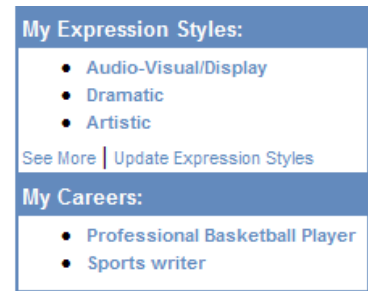 My Expression Styles:
• Audio-Visual/Display
• Dramatic
• Artistic
See More | Update Expression Styles
My Careers:
• Professional Basketball Player
• Sports writer